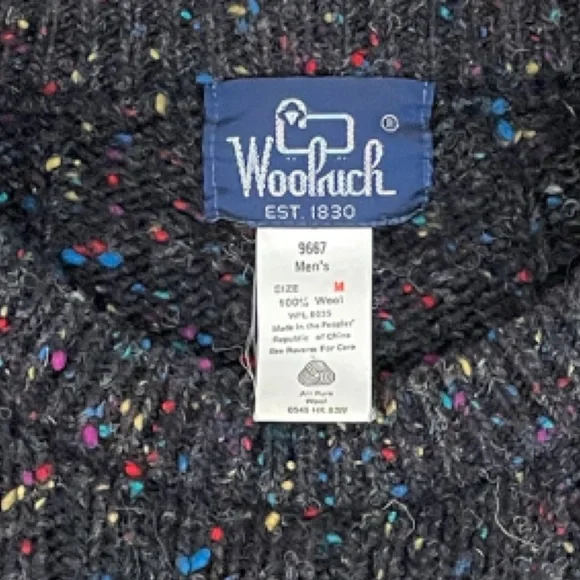 Woolrich ®
EST. 1830
9667
Men's
SIZE M
100% Wool
WPL 8035
Made in the Peoples'
Republic of China
See Reverse For Care
All Pure
Wool